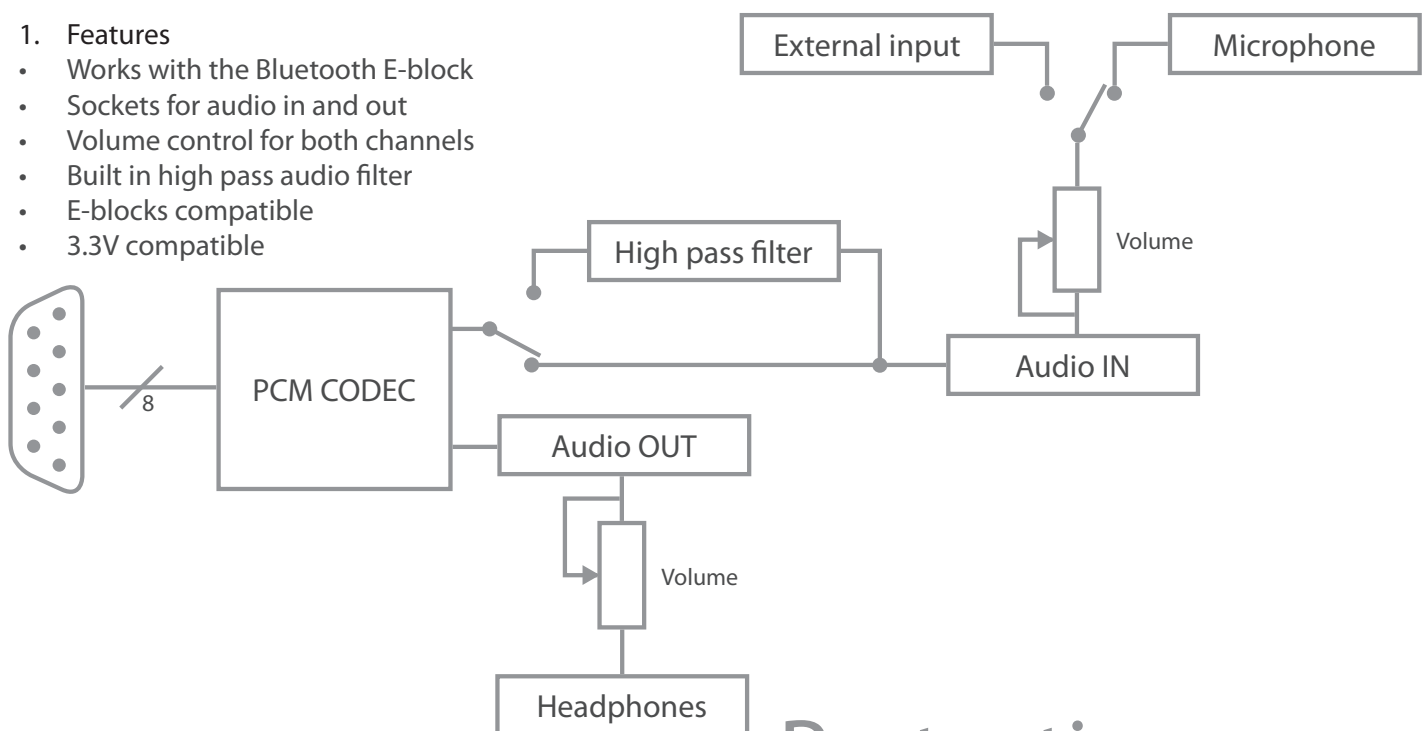 1. Features
• Works with the Bluetooth E-block
• Sockets for audio in and out
• Volume control for both channels
• Built in high pass audio filter
• E-blocks compatible
• 3.3V compatible
External input
Microphone
High pass filter
Volume
8
PCM CODEC
Audio IN
Audio OUT
Volume
Headphones